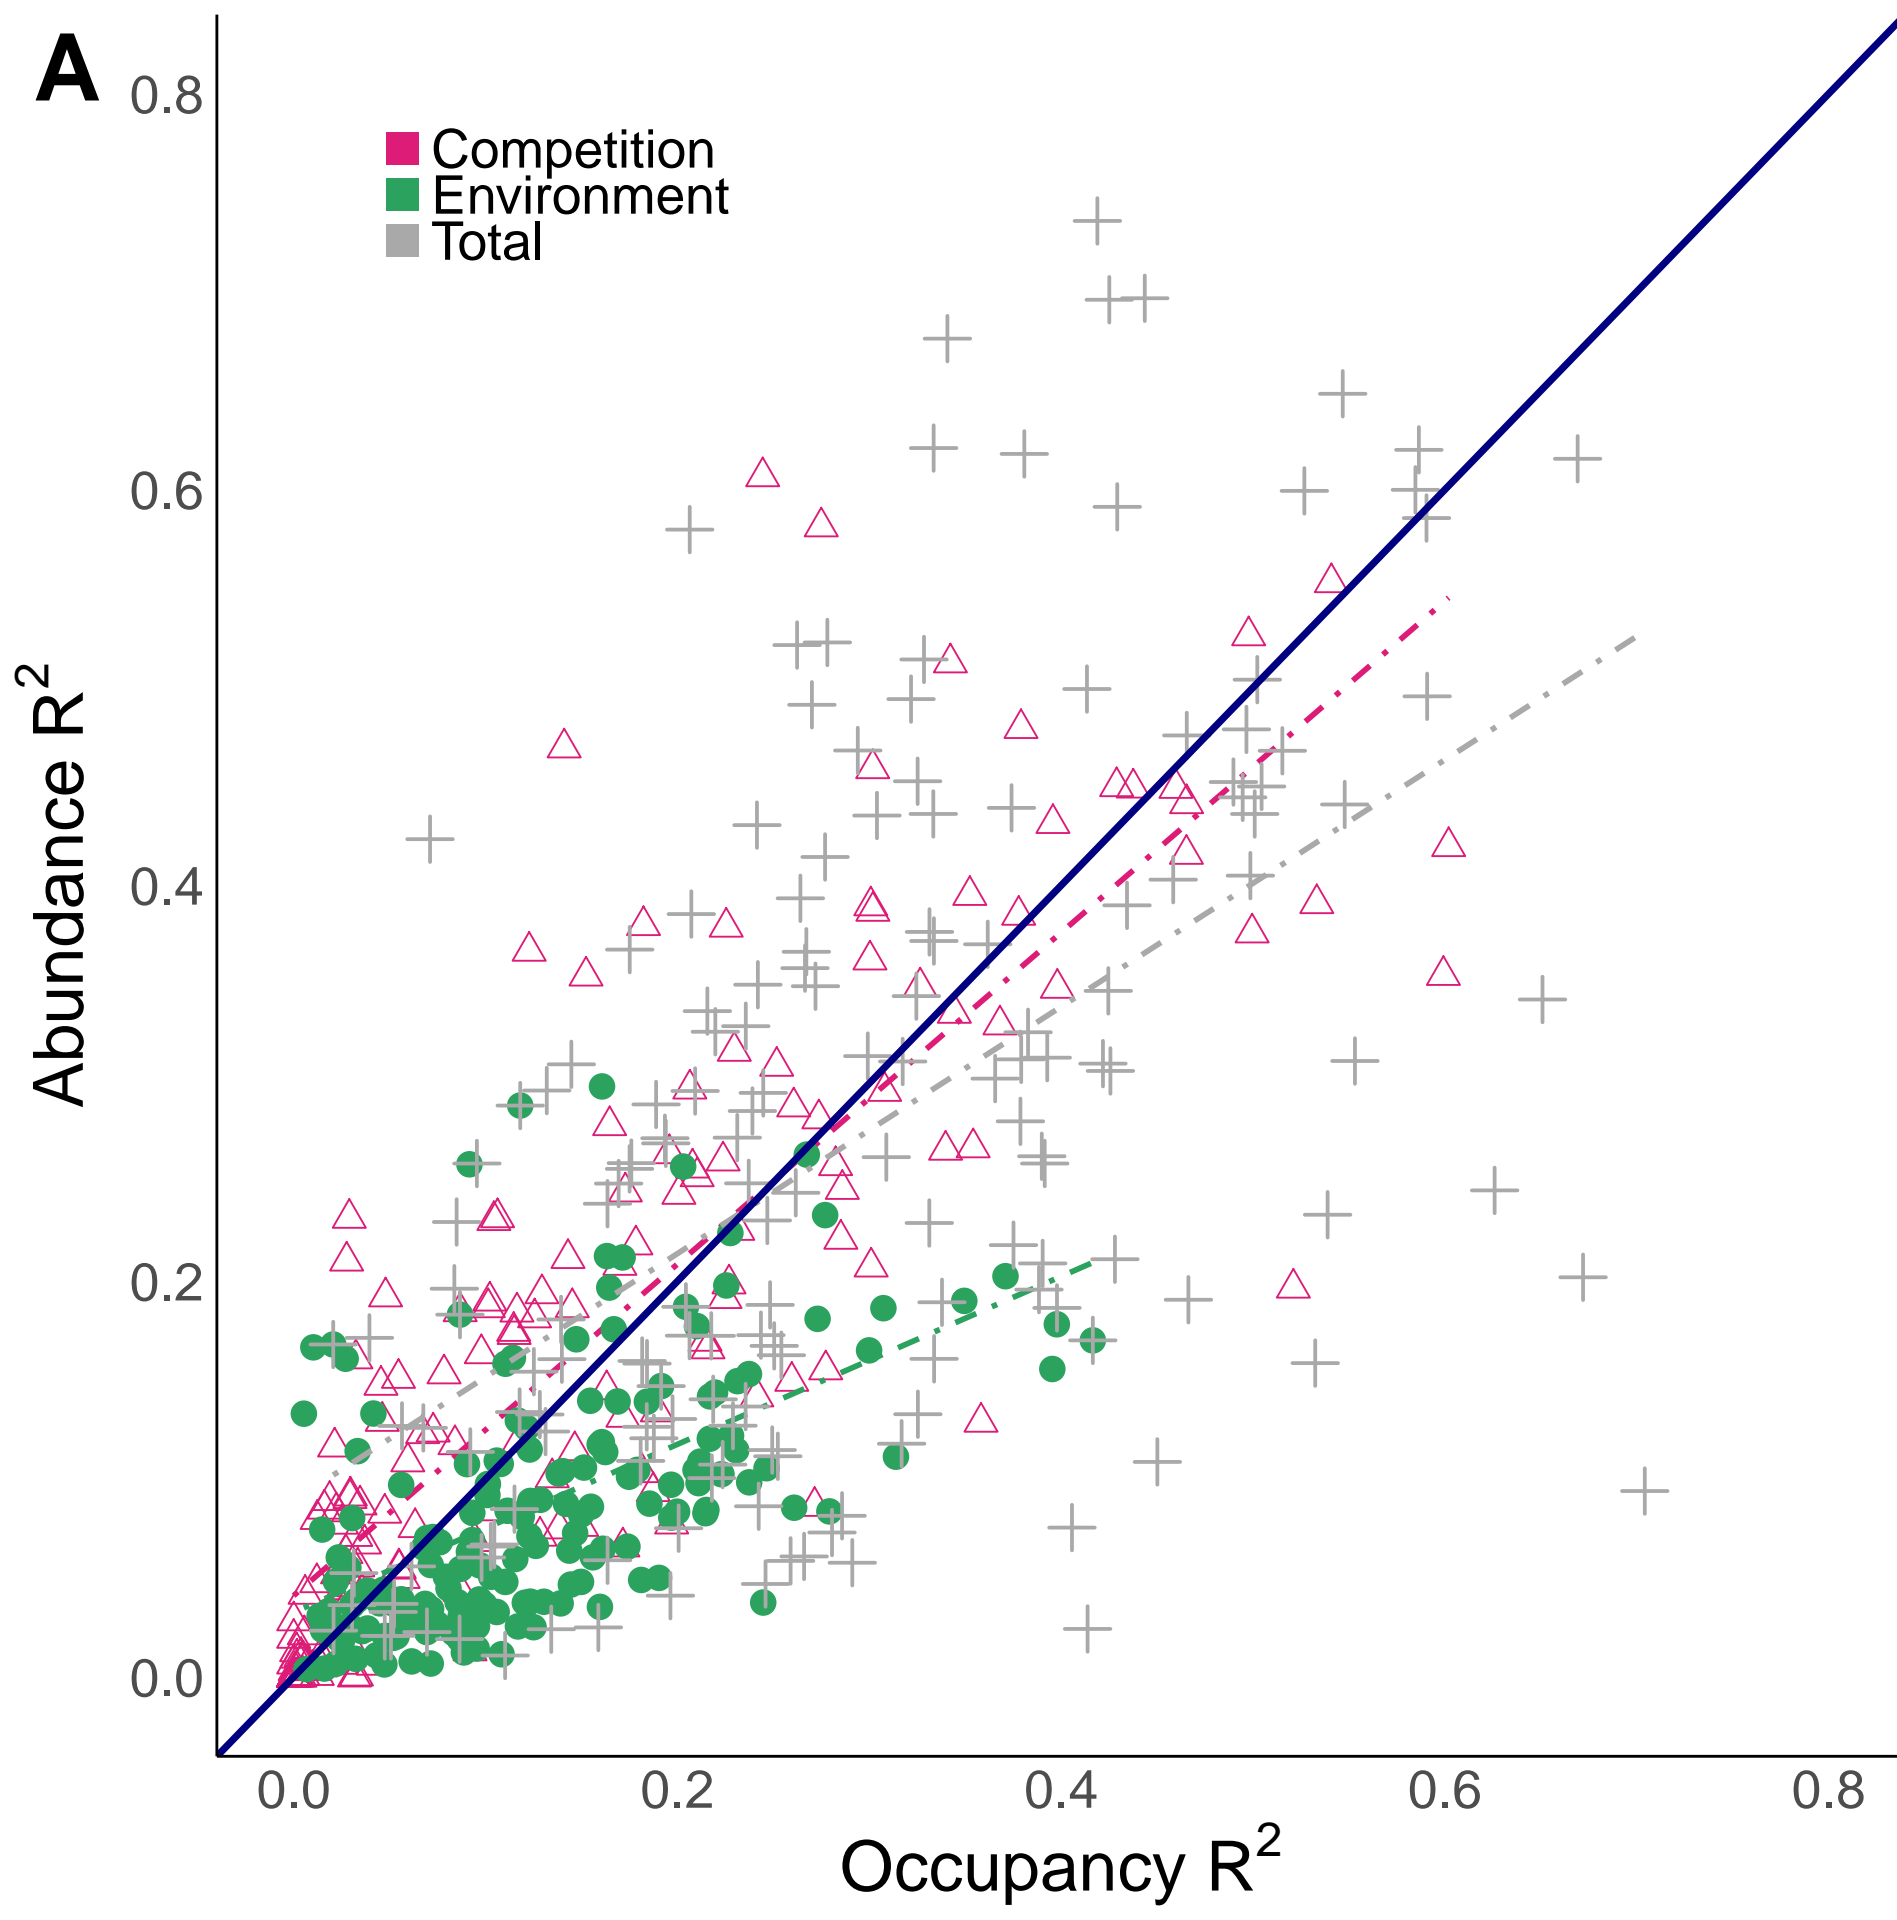 A
0.8
Competition
Environment
Total
0.6
Abundance R²
0.4
0.2
0.0
0.0 0.2 0.4 0.6 0.8
Occupancy R²